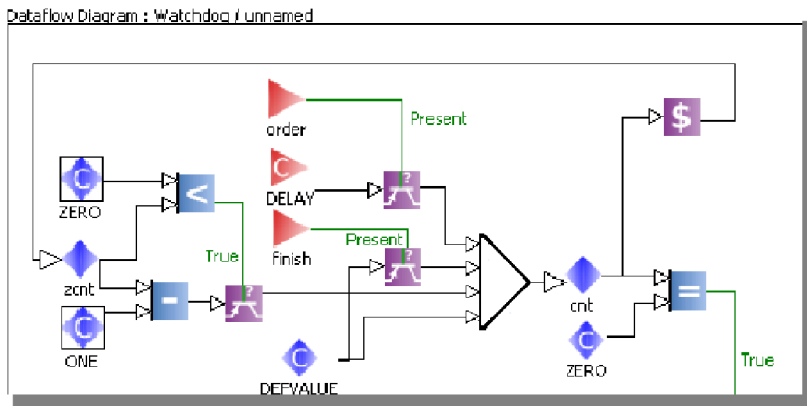 Dataflow Diagram : Watchdog / unnamed
$
order
Present
C
DELAY
?
C
<
ZERO
finish
Present
?
True
zcnt
-
?
cnt
=
C
ONE
C
DEFVALUE
C
ZERO
True